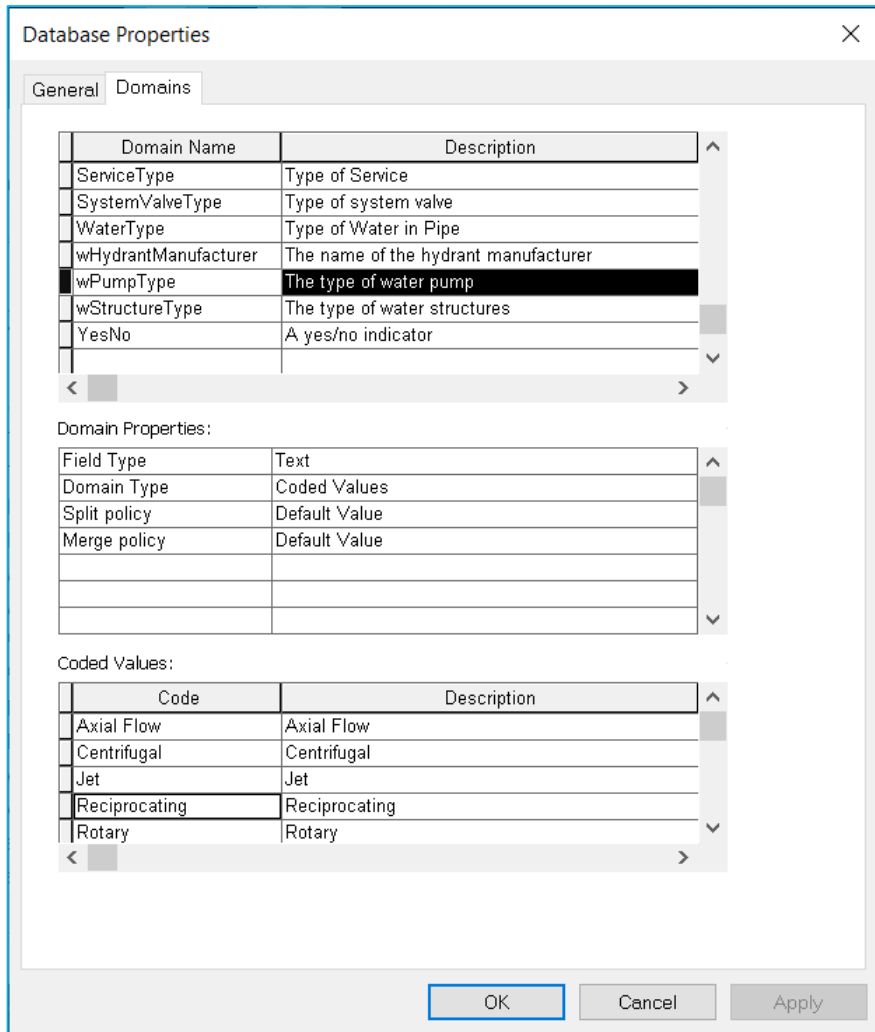 Database Properties
General Domains
Domain Name Description
ServiceType Type of Service
SystemValveType Type of system valve
WaterType Type of Water in Pipe
wHydrantManufacturer The name of the hydrant manufacturer
wPumpType The type of water pump
wStructureType The type of water structures
YesNo A yes/no indicator
Domain Properties:
Field Type Text
Domain Type Coded Values
Split policy Default Value
Merge policy Default Value
Coded Values:
Code Description
Axial Flow Axial Flow
Centrifugal Centrifugal
Jet Jet
Reciprocating Reciprocating
Rotary Rotary
OK Cancel Apply